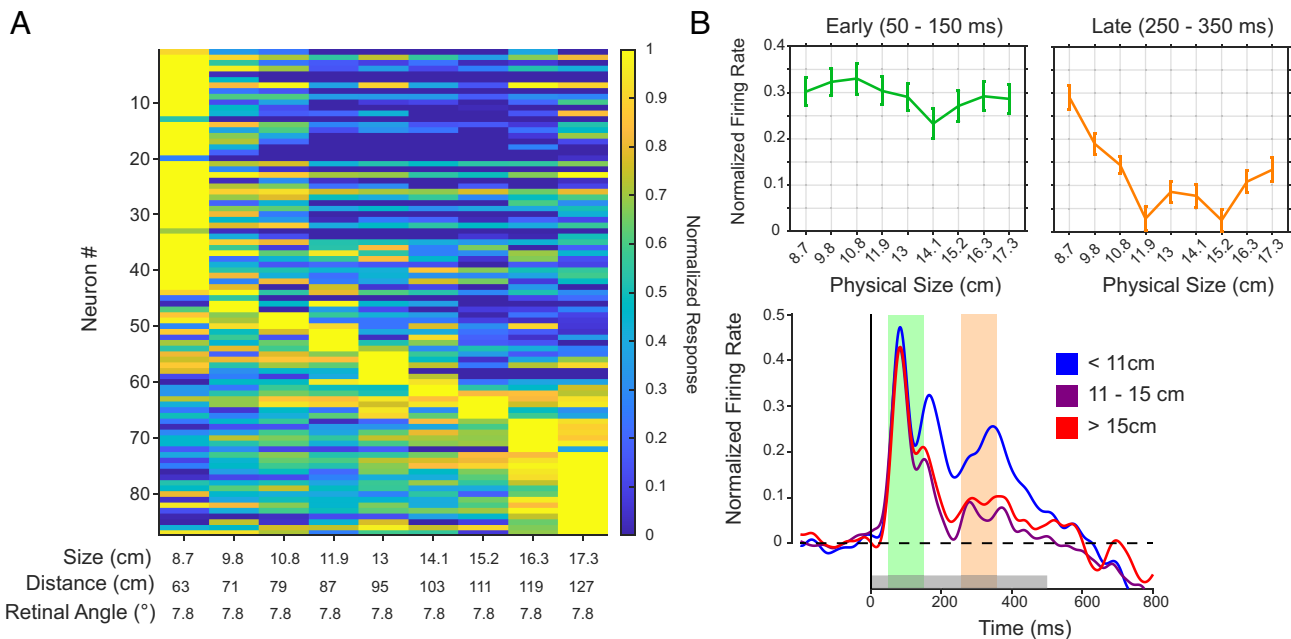 A
10
20
30
40
50
60
70
80
Neuron #
Size (cm) 8.7 9.8 10.8 11.9 13 14.1 15.2 16.3 17.3
Distance (cm) 63 71 79 87 95 103 111 119 127
Retinal Angle (°) 7.8 7.8 7.8 7.8 7.8 7.8 7.8 7.8 7.8
1
0.9
0.8
0.7
0.6
0.5
0.4
0.3
0.2
0.1
0
Normalized Response
B
Early (50 - 150 ms)
0.4
0.3
0.2
0.1
0
Normalized Firing Rate
8.7 9.8 10.8 11.9 13 14.1 15.2 16.3 17.3
Physical Size (cm)
Late (250 - 350 ms)
8.7 9.8 10.8 11.9 13 14.1 15.2 16.3 17.3
Physical Size (cm)
0.5
0.4
0.3
0.2
0.1
0
Normalized Firing Rate
< 11cm
11 - 15 cm
> 15cm
0 200 400 600 800
Time (ms)